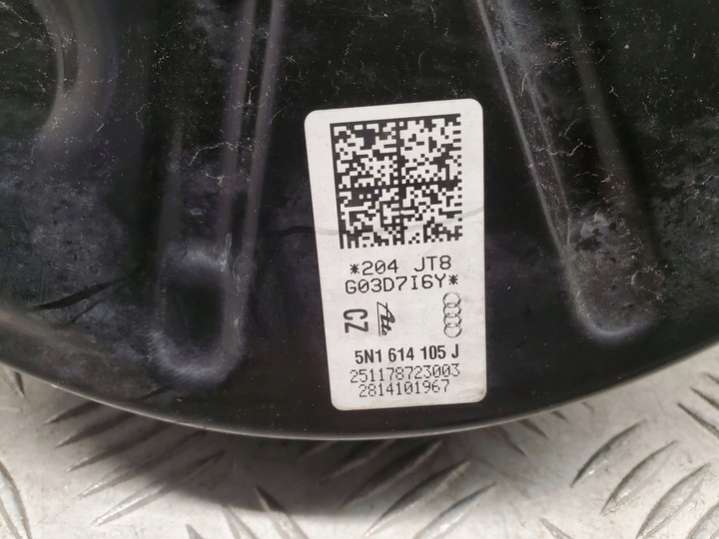 *204 JT8
G03D7I6Y*
CZ
5N1 614 105 J
251178723003
2814101967